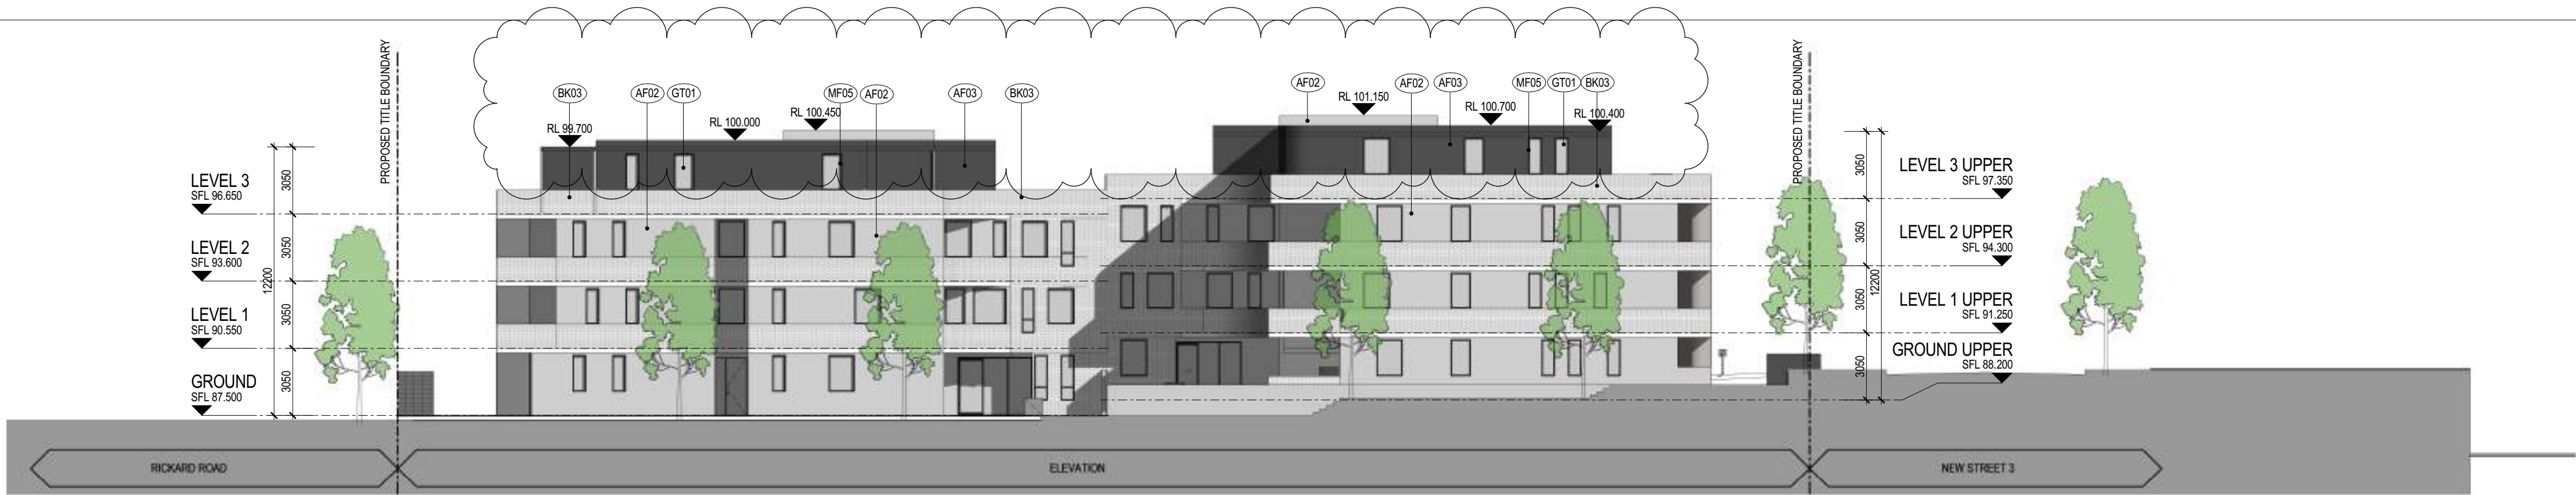 PROPOSED TITLE BOUNDARY
PROPOSED TITLE BOUNDARY
BK03
AF02
GT01
MF05
AF02
AF03
BK03
AF02
AF02
AF03
MF05
GT01
BK03
RL 99.700
RL 100.000
RL 100.450
RL 101.150
RL 100.700
RL 100.400
LEVEL 3
SFL 96.650
LEVEL 2
SFL 93.600
LEVEL 1
SFL 90.550
GROUND
SFL 87.500
12200
3050
3050
3050
3050
3050
3050
3050
3050
12200
LEVEL 3 UPPER
SFL 97.350
LEVEL 2 UPPER
SFL 94.300
LEVEL 1 UPPER
SFL 91.250
GROUND UPPER
SFL 88.200
RICKARD ROAD
ELEVATION
NEW STREET 3